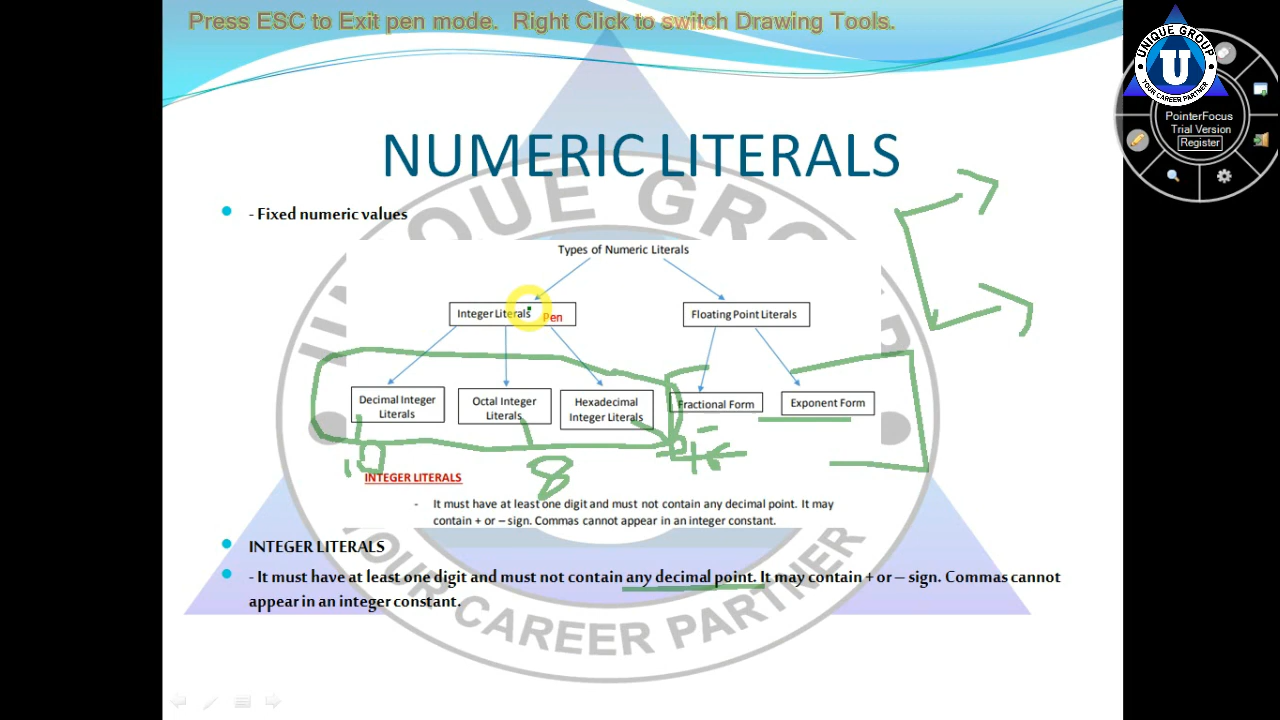 Press ESC to Exit pen mode. Right Click to switch Drawing Tools.
UNIQUE GROUP
U
YOUR CAREER PARTNER
PointerFocus
Trial Version
Register
NUMERIC LITERALS
- Fixed numeric values
UNIQUE GROUP
Types of Numeric Literals
Integer Literals
Pen
Floating Point Literals
Decimal Integer
Literals
Octal Integer
Literals
Hexadecimal
Integer Literals
Fractional Form
Exponent Form
10
8
INTEGER LITERALS
- It must have at least one digit and must not contain any decimal point. It may
contain + or – sign. Commas cannot appear in an integer constant.
INTEGER LITERALS
- It must have at least one digit and must not contain any decimal point. It may contain + or – sign. Commas cannot
appear in an integer constant.
YOUR CAREER PARTNER